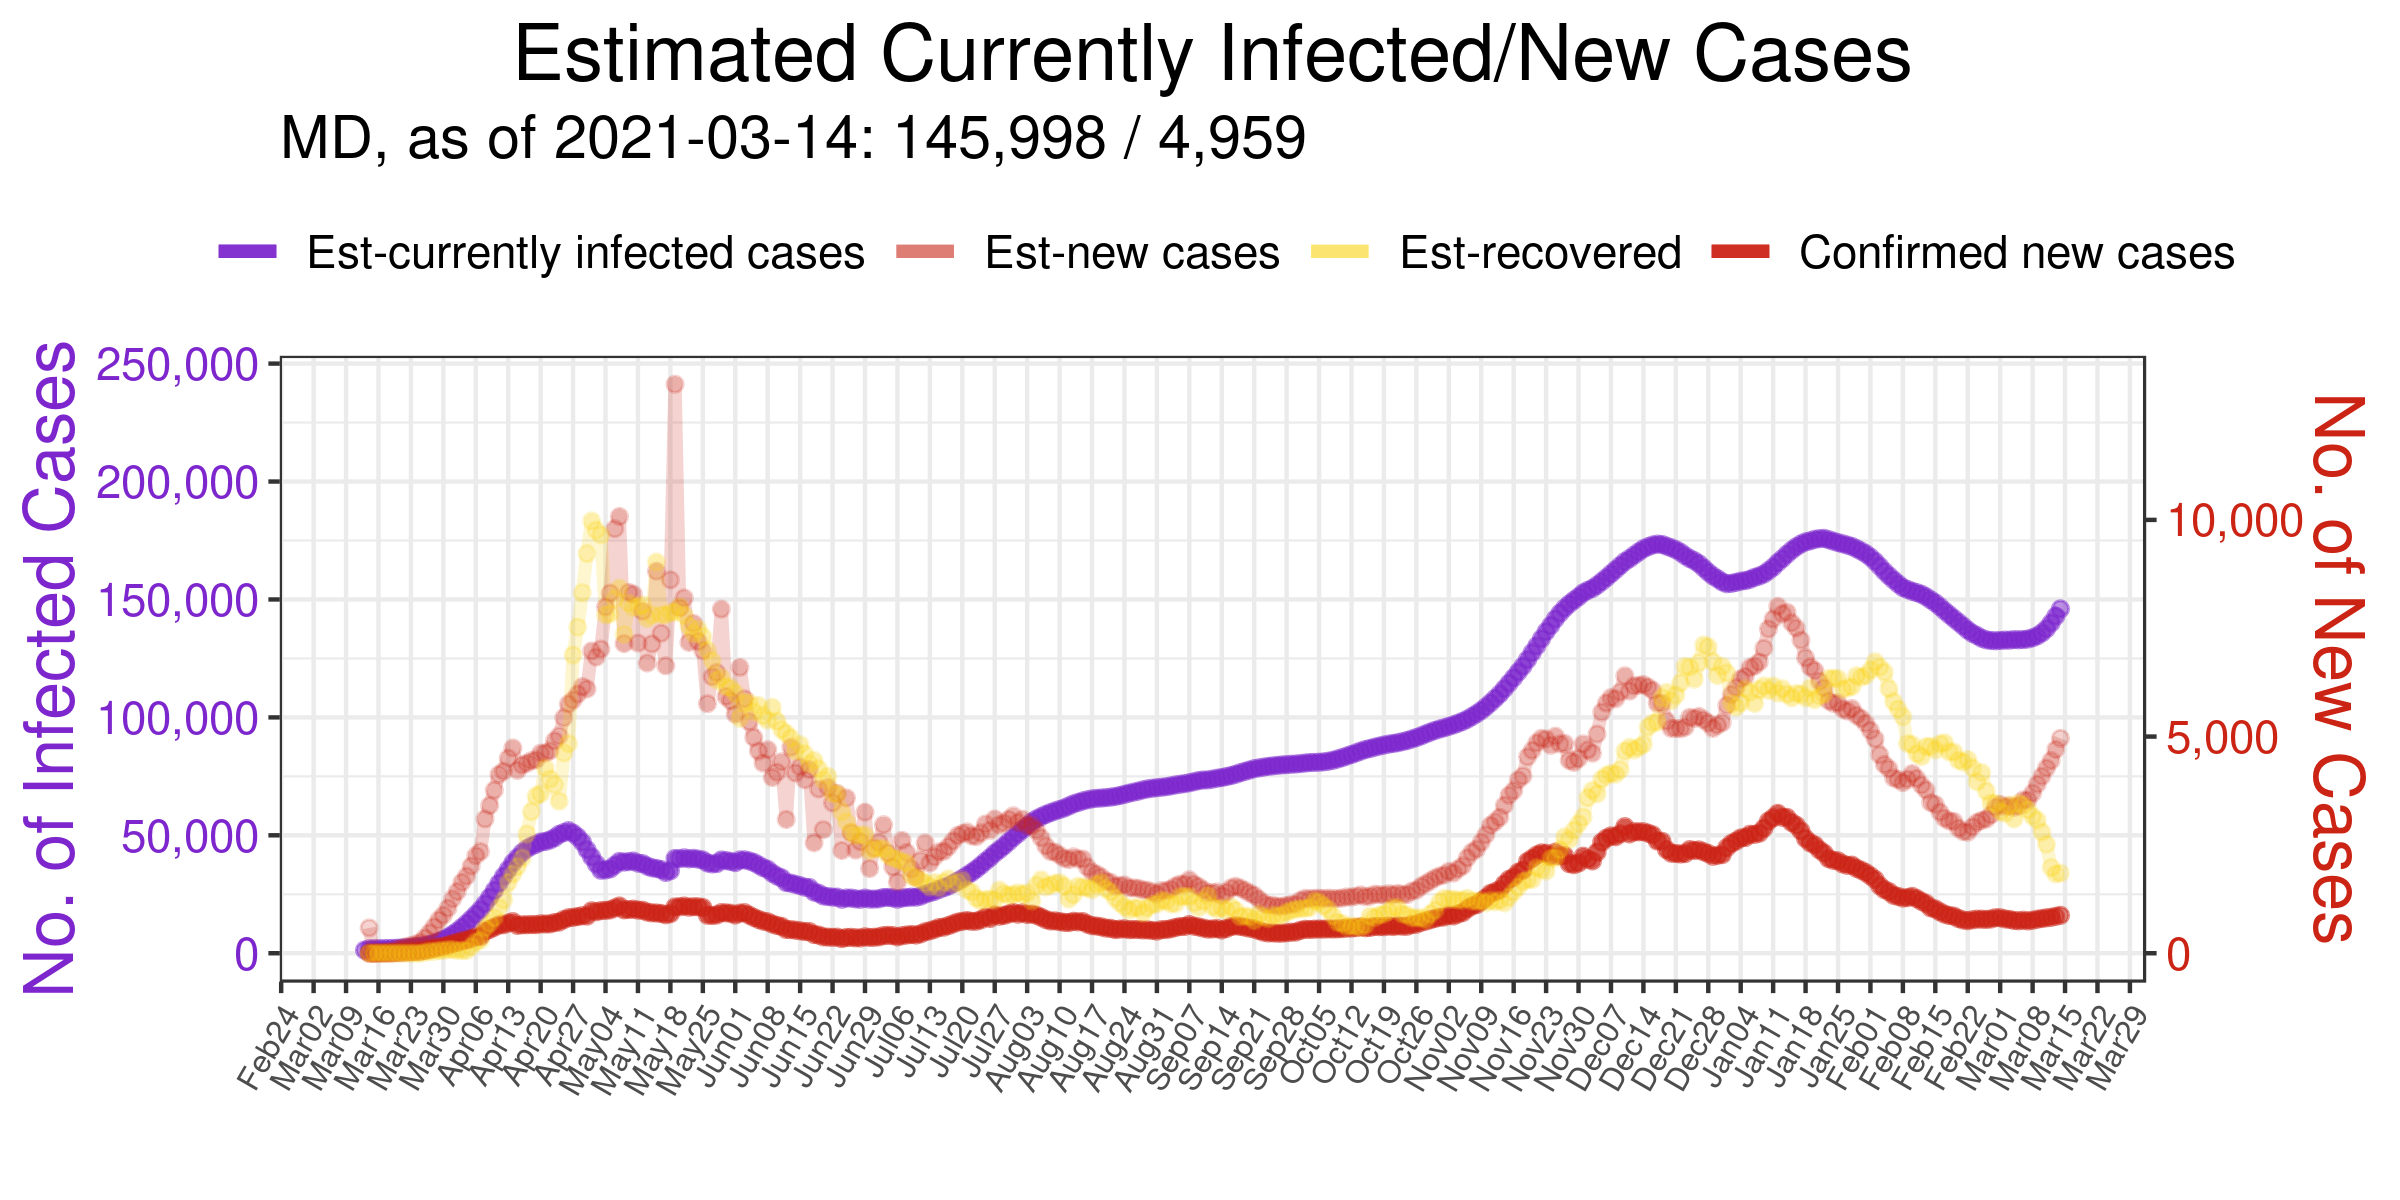 Estimated Currently Infected/New Cases
MD, as of 2021-03-14: 145,998 / 4,959
Est-currently infected cases Est-new cases Est-recovered Confirmed new cases
No. of Infected Cases
250,000
200,000
150,000
100,000
50,000
0
10,000
5,000
0
No. of New Cases
Feb24 Mar02 Mar09 Mar16 Mar23 Mar30 Apr06 Apr13 Apr20 Apr27 May04 May11 May18 May25 Jun01 Jun08 Jun15 Jun22 Jun29 Jul06 Jul13 Jul20 Jul27 Aug03 Aug10 Aug17 Aug24 Aug31 Sep07 Sep14 Sep21 Sep28 Oct05 Oct12 Oct19 Oct26 Nov02 Nov09 Nov16 Nov23 Nov30 Dec07 Dec14 Dec21 Dec28 Jan04 Jan11 Jan18 Jan25 Feb01 Feb08 Feb15 Feb22 Mar01 Mar08 Mar15 Mar22 Mar29